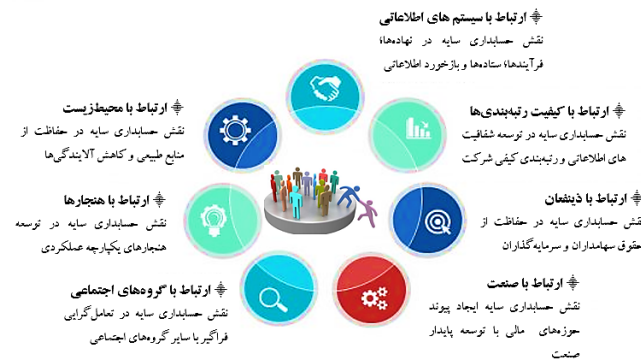 ارتباط با سیستم های اطلاعاتی
نقش حسابداری سایه در نهاده‌ها؛
فرآیندها؛ ستاده‌ها و بازخورد اطلاعاتی
ارتباط با کیفیت رتبه‌بندی‌ها
نقش حسابداری سایه در توسعه شفافیت
های اطلاعاتی و رتبه‌بندی کیفی شرکت
ارتباط با ذینفعان
نقش حسابداری سایه در حفاظت از
حقوق سهامداران و سرمایه‌گذاران
ارتباط با صنعت
نقش حسابداری سایه ایجاد پیوند
حوزه‌های مالی با توسعه پایدار
صنعت
ارتباط با گروه‌های اجتماعی
نقش حسابداری سایه در تعامل‌گرایی
فراگیر با سایر گروه‌های اجتماعی
ارتباط با هنجارها
نقش حسابداری سایه در توسعه
هنجارهای یکپارچه عملکردی
ارتباط با محیط‌زیست
نقش حسابداری سایه در حفاظت از
منابع طبیعی و کاهش آلایندگی‌ها